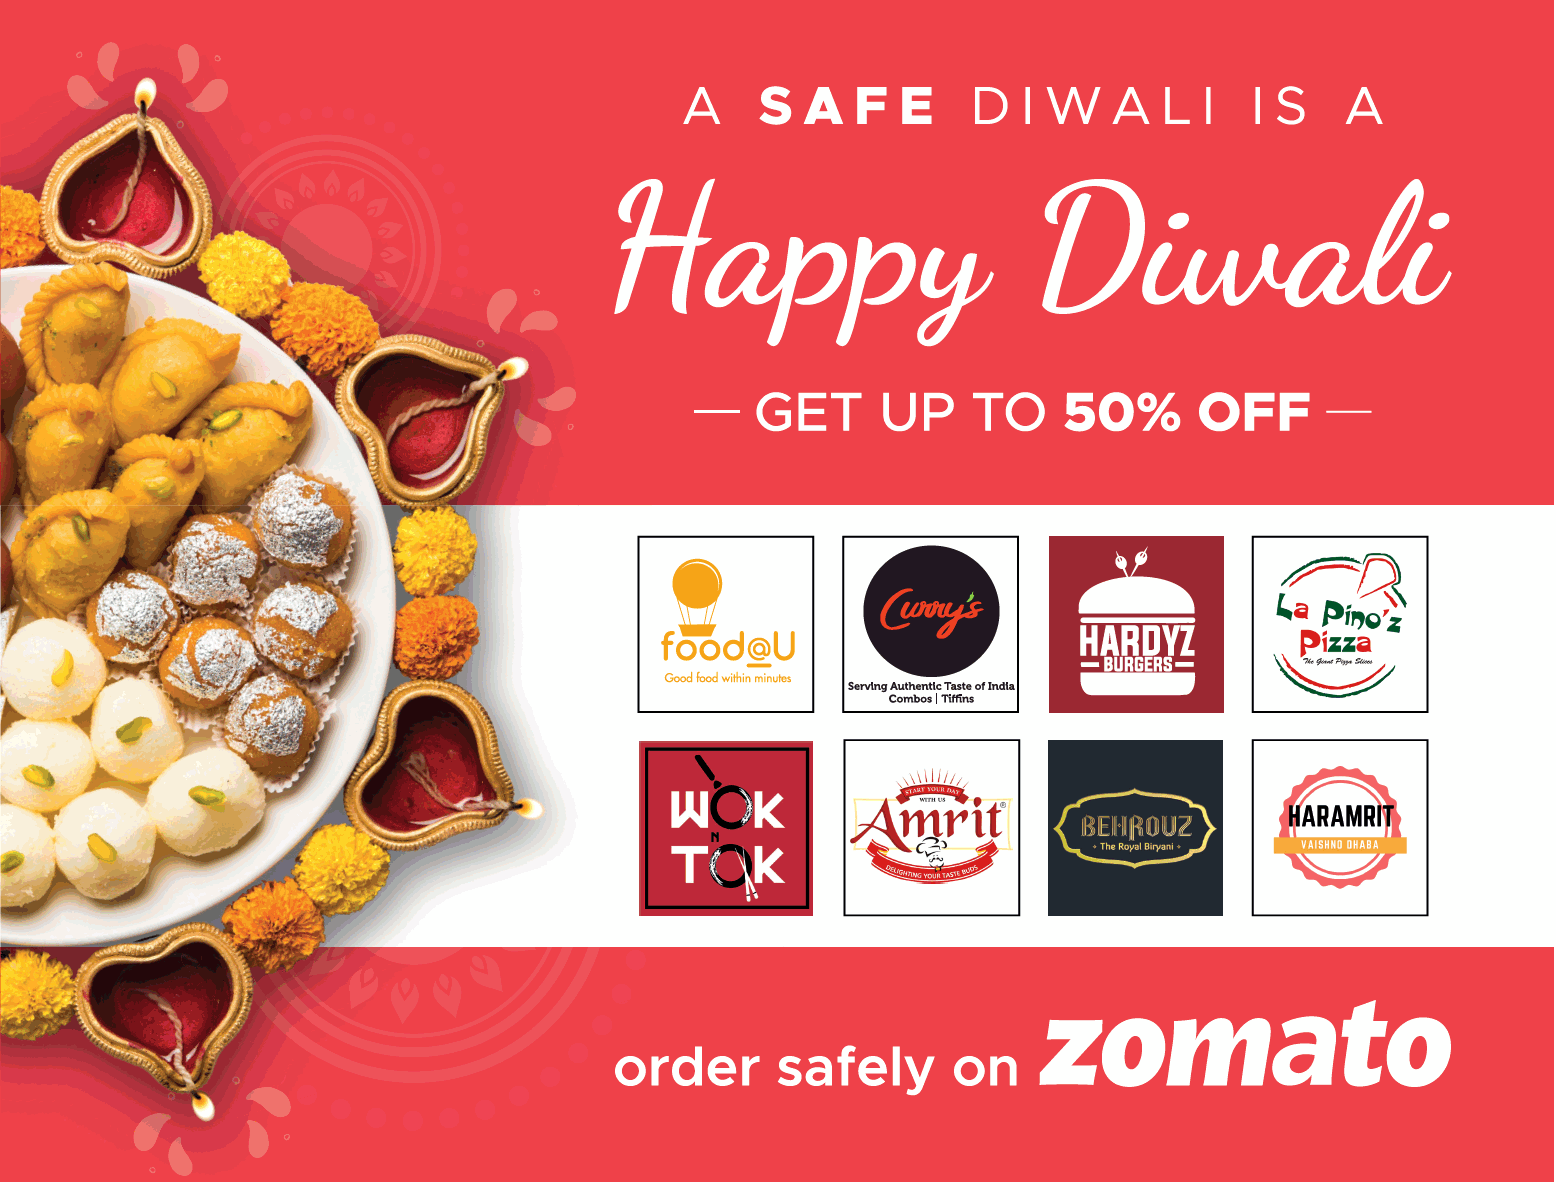 A SAFE DIWALI IS A
Happy Diwali
GET UP TO 50% OFF
food@U
Good food within minutes
Curry's
Serving Authentic Taste of India
Combos | Tiffins
HARDYZ
BURGERS
La Pino'z
Pizza
The Giant Pizza Slices
WOK
N
TOK
START YOUR DAY
WITH US
Amrit®
DELIGHTING YOUR TASTE BUDS
BEHROUZ
• The Royal Biryani •
HARAMRIT
VAISHNO DHABA
order safely on zomato